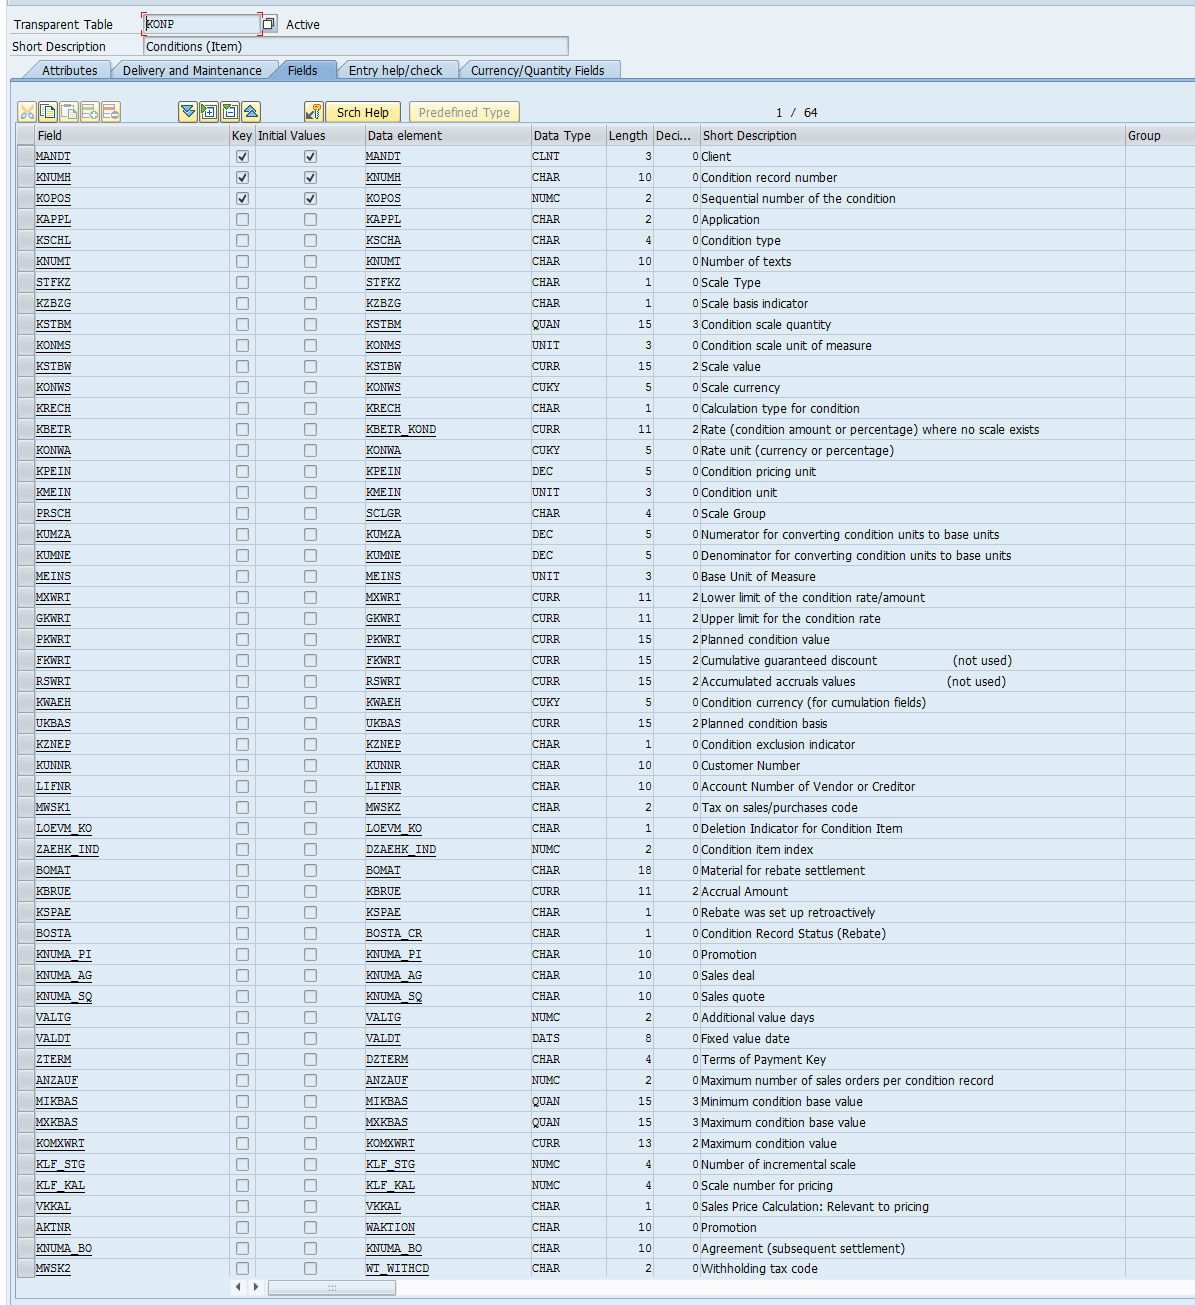 Transparent Table KONP Active
Short Description Conditions (Item)
Attributes Delivery and Maintenance Fields Entry help/check Currency/Quantity Fields
Srch Help Predefined Type 1 / 64
Field Key Initial Values Data element Data Type Length Deci... Short Description Group
MANDT MANDT CLNT 3 0 Client
KNUMH KNUMH CHAR 10 0 Condition record number
KOPOS KOPOS NUMC 2 0 Sequential number of the condition
KAPPL KAPPL CHAR 2 0 Application
KSCHL KSCHA CHAR 4 0 Condition type
KNUMT KNUMT CHAR 10 0 Number of texts
STFKZ STFKZ CHAR 1 0 Scale Type
KZBZG KZBZG CHAR 1 0 Scale basis indicator
KSTBM KSTBM QUAN 15 3 Condition scale quantity
KONMS KONMS UNIT 3 0 Condition scale unit of measure
KSTBW KSTBW CURR 15 2 Scale value
KONWS KONWS CUKY 5 0 Scale currency
KRECH KRECH CHAR 1 0 Calculation type for condition
KBETR KBETR_KOND CURR 11 2 Rate (condition amount or percentage) where no scale exists
KONWA KONWA CUKY 5 0 Rate unit (currency or percentage)
KPEIN KPEIN DEC 5 0 Condition pricing unit
KMEIN KMEIN UNIT 3 0 Condition unit
PRSCH SCLGR CHAR 4 0 Scale Group
KUMZA KUMZA DEC 5 0 Numerator for converting condition units to base units
KUMNE KUMNE DEC 5 0 Denominator for converting condition units to base units
MEINS MEINS UNIT 3 0 Base Unit of Measure
MXWRT MXWRT CURR 11 2 Lower limit of the condition rate/amount
GKWRT GKWRT CURR 11 2 Upper limit for the condition rate
PKWRT PKWRT CURR 15 2 Planned condition value
FKWRT FKWRT CURR 15 2 Cumulative guaranteed discount (not used)
RSWRT RSWRT CURR 15 2 Accumulated accruals values (not used)
KWAEH KWAEH CUKY 5 0 Condition currency (for cumulation fields)
UKBAS UKBAS CURR 15 2 Planned condition basis
KZNEP KZNEP CHAR 1 0 Condition exclusion indicator
KUNNR KUNNR CHAR 10 0 Customer Number
LIFNR LIFNR CHAR 10 0 Account Number of Vendor or Creditor
MWSK1 MWSKZ CHAR 2 0 Tax on sales/purchases code
LOEVM_KO LOEVM_KO CHAR 1 0 Deletion Indicator for Condition Item
ZAEHK_IND DZAEHK_IND NUMC 2 0 Condition item index
BOMAT BOMAT CHAR 18 0 Material for rebate settlement
KBRUE KBRUE CURR 11 2 Accrual Amount
KSPAE KSPAE CHAR 1 0 Rebate was set up retroactively
BOSTA BOSTA_CR CHAR 1 0 Condition Record Status (Rebate)
KNUMA_PI KNUMA_PI CHAR 10 0 Promotion
KNUMA_AG KNUMA_AG CHAR 10 0 Sales deal
KNUMA_SQ KNUMA_SQ CHAR 10 0 Sales quote
VALTG VALTG NUMC 2 0 Additional value days
VALDT VALDT DATS 8 0 Fixed value date
ZTERM DZTERM CHAR 4 0 Terms of Payment Key
ANZAUF ANZAUF NUMC 2 0 Maximum number of sales orders per condition record
MIKBAS MIKBAS QUAN 15 3 Minimum condition base value
MXKBAS MXKBAS QUAN 15 3 Maximum condition base value
KOMXWRT KOMXWRT CURR 13 2 Maximum condition value
KLF_STG KLF_STG NUMC 4 0 Number of incremental scale
KLF_KAL KLF_KAL NUMC 4 0 Scale number for pricing
VKKAL VKKAL CHAR 1 0 Sales Price Calculation: Relevant to pricing
AKTNR WAKTION CHAR 10 0 Promotion
KNUMA_BO KNUMA_BO CHAR 10 0 Agreement (subsequent settlement)
MWSK2 WT_WITHCD CHAR 2 0 Withholding tax code